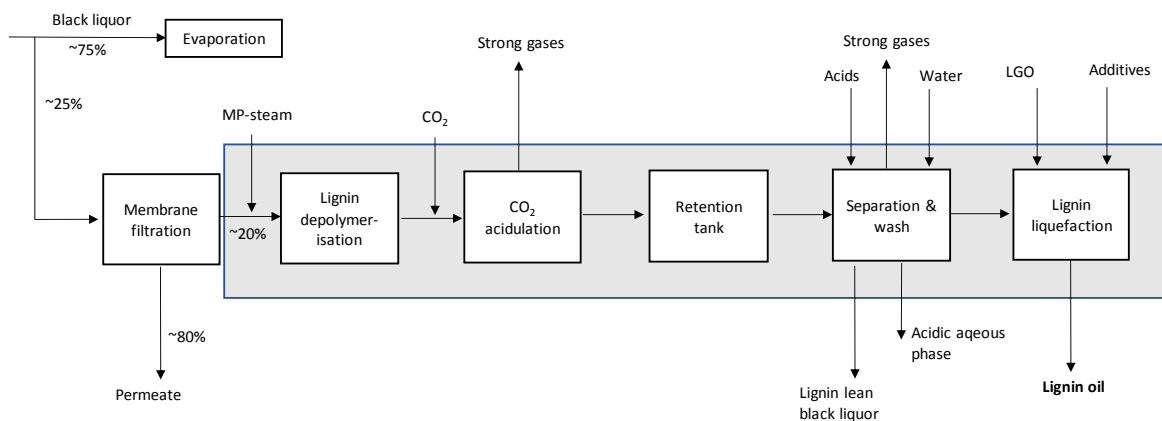 Black liquor
~75%
Evaporation
~25%
Strong gases
Strong gases
Acids
Water
LGO
Additives
MP-steam
CO₂
Membrane
filtration
~20%
Lignin
depolymer-
isation
CO₂
acidulation
Retention
tank
Separation &
wash
Lignin
liquefaction
~80%
Permeate
Acidic aqeous
phase
Lignin lean
black liquor
Lignin oil